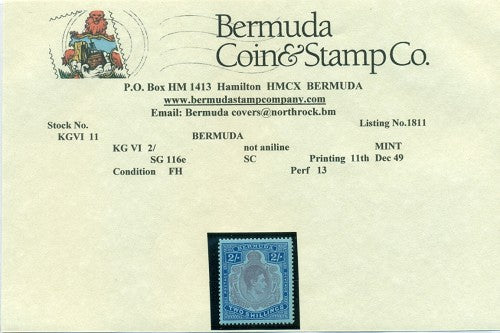 Bermuda
Coin&Stamp Co.
P.O. Box HM 1413 Hamilton HMCX BERMUDA
www.bermudastampcompany.com
Email: Bermuda covers@northrock.bm
Stock No. Listing No.1811
KGVI 11 BERMUDA
KG VI 2/ not aniline MINT
SG 116e SC Printing 11th Dec 49
Condition FH Perf 13
BERMUDA
2/- 2/-
TWO SHILLINGS